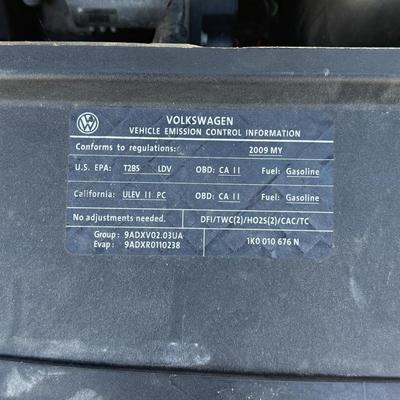 VOLKSWAGEN
VEHICLE EMISSION CONTROL INFORMATION
Conforms to regulations: 2009 MY
U.S. EPA: T2B5 LDV OBD: CA II Fuel: Gasoline
California: ULEV II PC OBD: CA II Fuel: Gasoline
No adjustments needed. DFI/TWC(2)/HO2S(2)/CAC/TC
Group : 9ADXV02.03UA
Evap : 9ADXR0110238 1K0 010 676 N